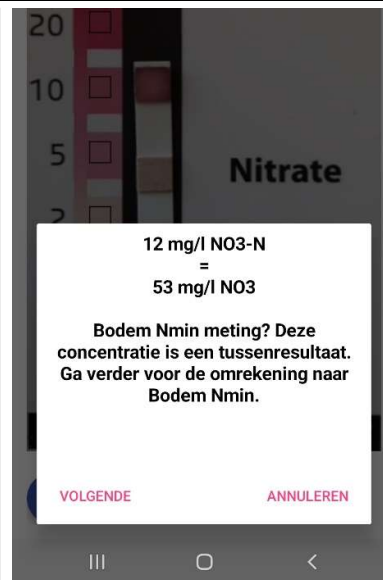 20
10
5
Nitrate
2
12 mg/l NO3-N
=
53 mg/l NO3
Bodem Nmin meting? Deze
concentratie is een tussenresultaat.
Ga verder voor de omrekening naar
Bodem Nmin.
VOLGENDE
ANNULEREN